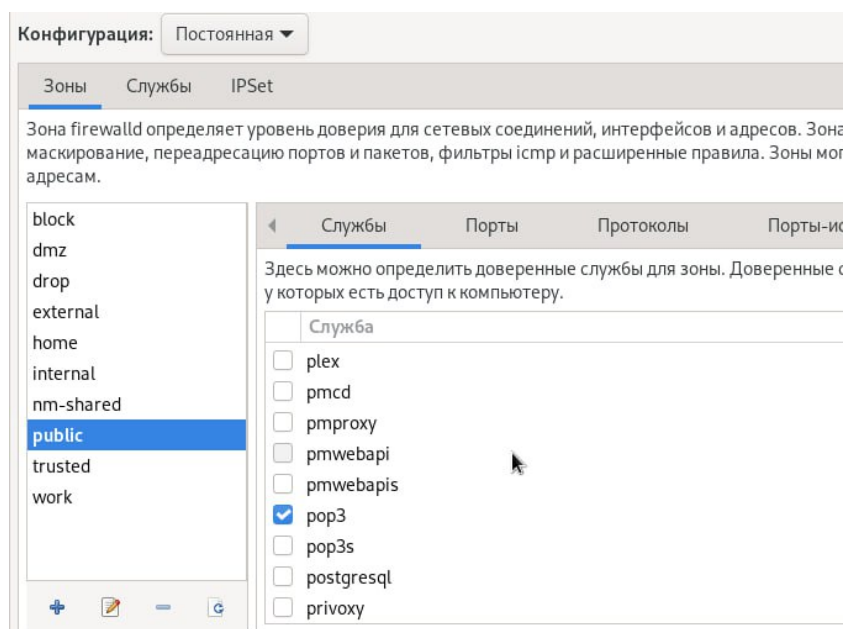 Конфигурация: Постоянная
Зоны Службы IPSet
Зона firewalld определяет уровень доверия для сетевых соединений, интерфейсов и адресов. Зона
маскирование, переадресацию портов и пакетов, фильтры icmp и расширенные правила. Зоны мог
адресам.
block
dmz
drop
external
home
internal
nm-shared
public
trusted
work
Службы Порты Протоколы Порты-ис
Здесь можно определить доверенные службы для зоны. Доверенные с
у которых есть доступ к компьютеру.
Служба
plex
pmcd
pmproxy
pmwebapi
pmwebapis
pop3
pop3s
postgresql
privoxy